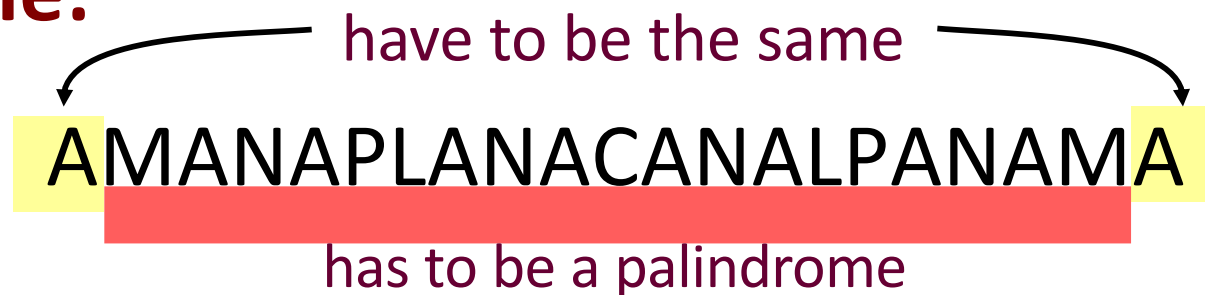 have to be the same
AMANAPLANACANALPANAMA
has to be a palindrome